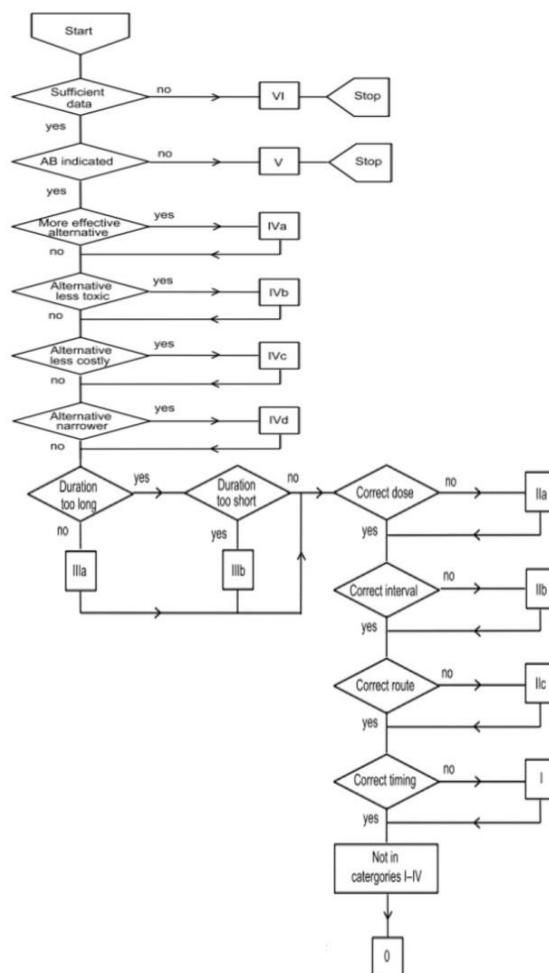 Start
Sufficient
data
no
VI
Stop
yes
AB indicated
no
V
Stop
yes
More effective
alternative
yes
IVa
no
Alternative
less toxic
yes
IVb
no
Alternative
less costly
yes
IVc
no
Alternative
narrower
yes
IVd
no
Duration
too long
yes
Duration
too short
no
Correct dose
no
IIa
no
yes
yes
IIIa
IIIb
Correct interval
no
IIb
yes
Correct route
no
IIc
yes
Correct timing
no
I
yes
Not in
catergories I–IV
0